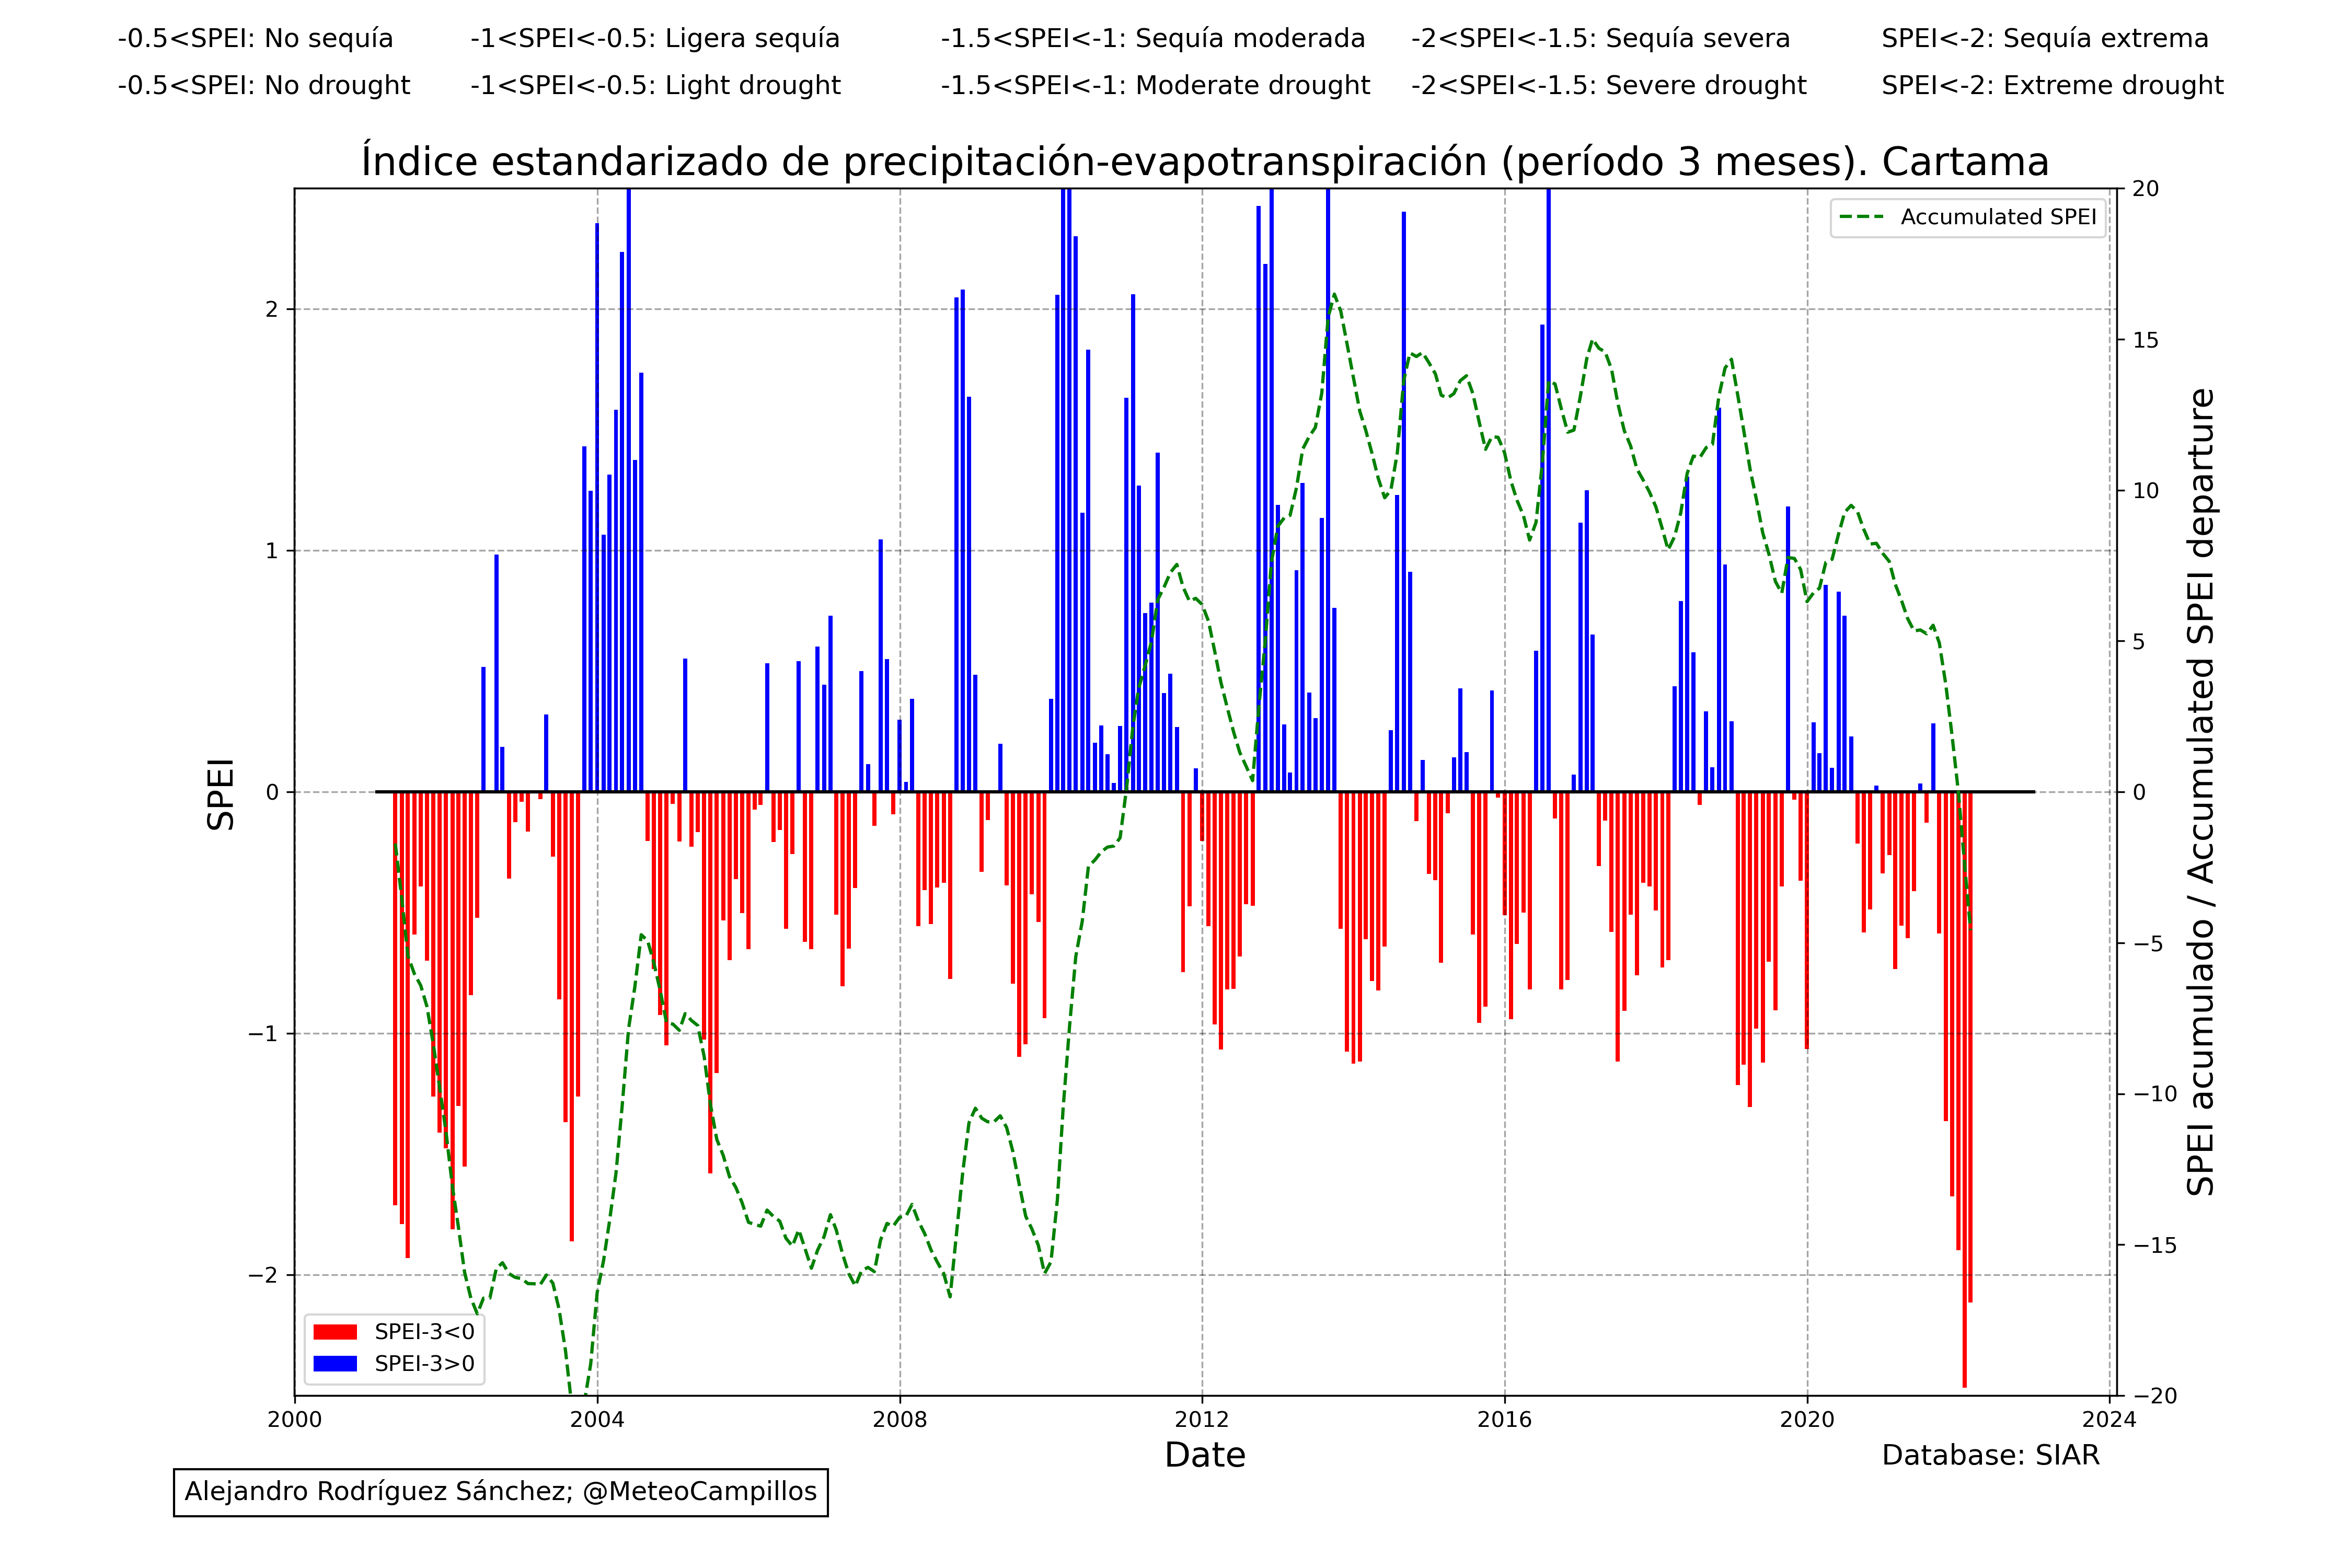 -0.5<SPEI: No sequía -1<SPEI<-0.5: Ligera sequía -1.5<SPEI<-1: Sequía moderada -2<SPEI<-1.5: Sequía severa SPEI<-2: Sequía extrema
-0.5<SPEI: No drought -1<SPEI<-0.5: Light drought -1.5<SPEI<-1: Moderate drought -2<SPEI<-1.5: Severe drought SPEI<-2: Extreme drought
Índice estandarizado de precipitación-evapotranspiración (período 3 meses). Cartama
Accumulated SPEI
SPEI
2
1
0
−1
−2
20
15
10
5
0
−5
−10
−15
−20
SPEI acumulado / Accumulated SPEI departure
SPEI-3<0
SPEI-3>0
2000 2004 2008 2012 2016 2020 2024
Date
Database: SIAR
Alejandro Rodríguez Sánchez; @MeteoCampillos